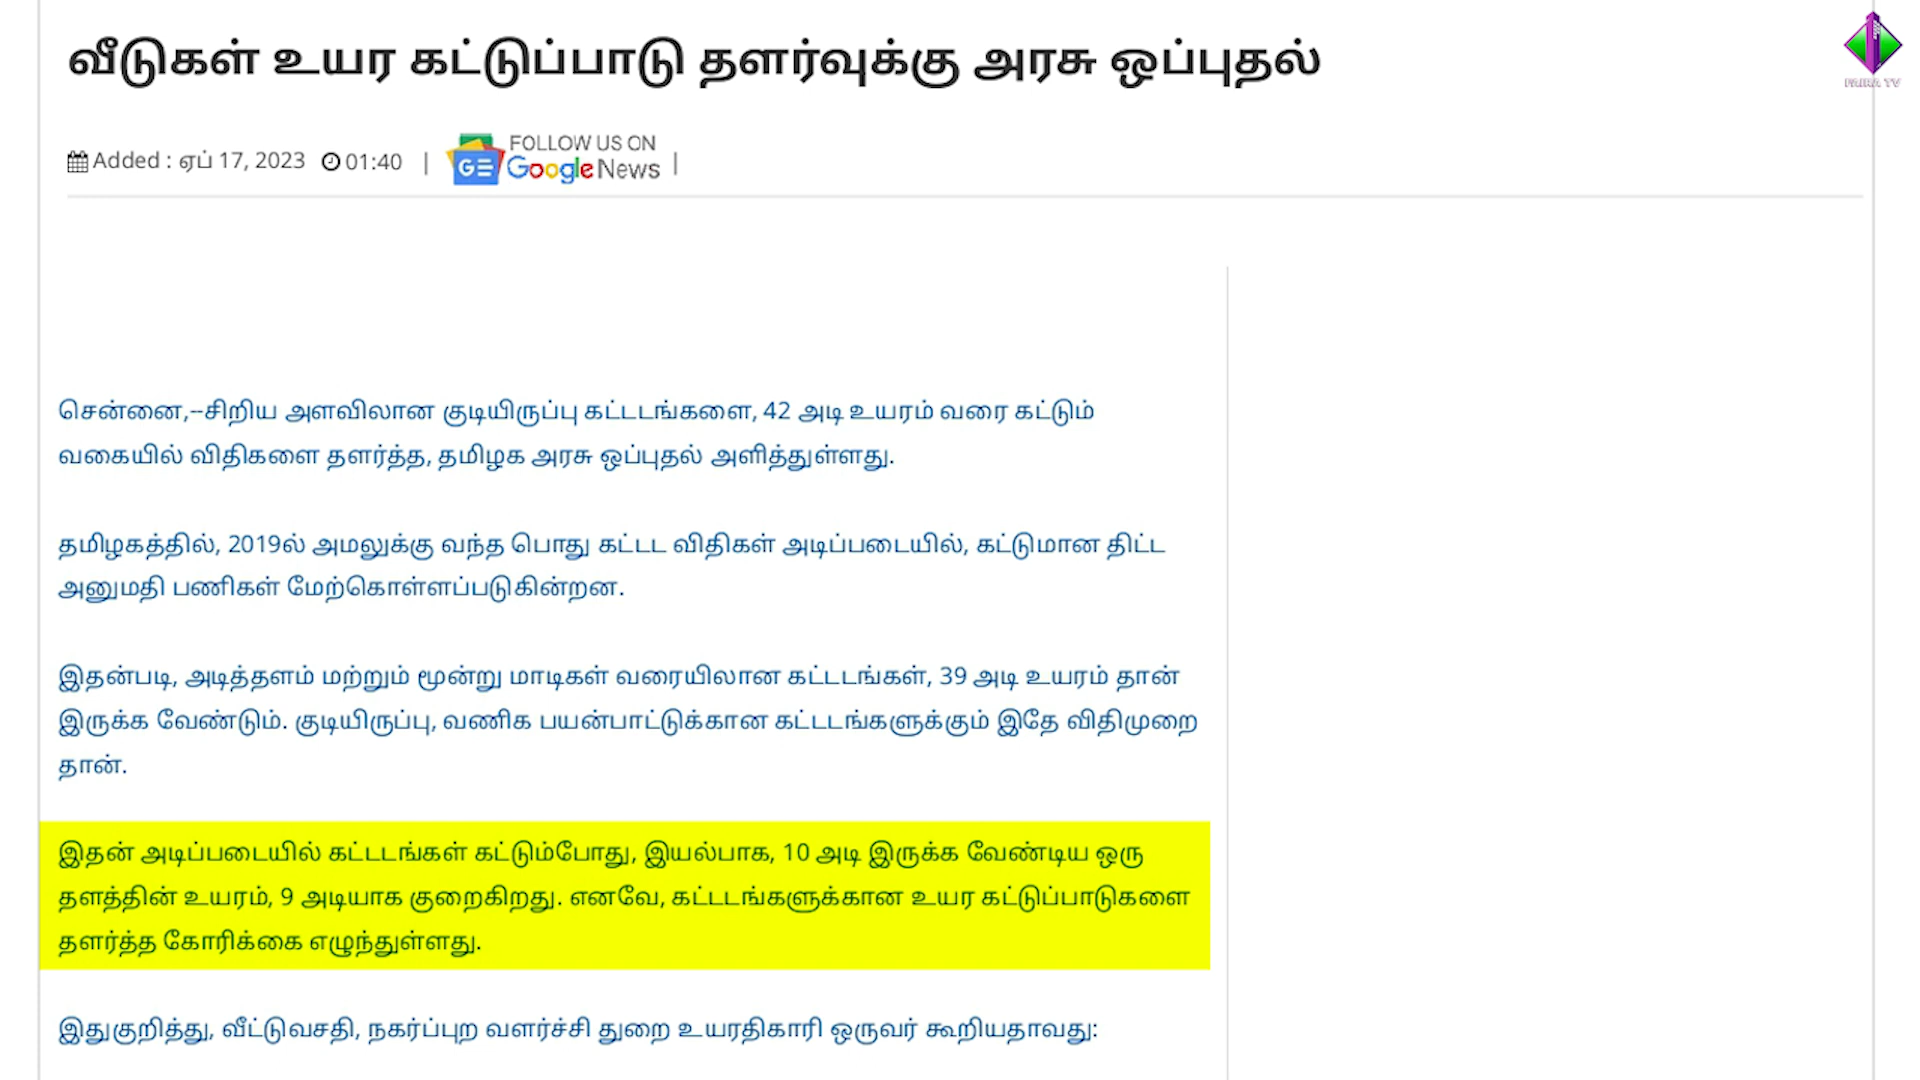 வீடுகள் உயர கட்டுப்பாடு தளர்வுக்கு அரசு ஒப்புதல்
FAIRA TV
Added : ஏப் 17, 2023 01:40 | GE FOLLOW US ON Google News |
சென்னை,–சிறிய அளவிலான குடியிருப்பு கட்டடங்களை, 42 அடி உயரம் வரை கட்டும்
வகையில் விதிகளை தளர்த்த, தமிழக அரசு ஒப்புதல் அளித்துள்ளது.
தமிழகத்தில், 2019ல் அமலுக்கு வந்த பொது கட்டட விதிகள் அடிப்படையில், கட்டுமான திட்ட
அனுமதி பணிகள் மேற்கொள்ளப்படுகின்றன.
இதன்படி, அடித்தளம் மற்றும் மூன்று மாடிகள் வரையிலான கட்டடங்கள், 39 அடி உயரம் தான்
இருக்க வேண்டும். குடியிருப்பு, வணிக பயன்பாட்டுக்கான கட்டடங்களுக்கும் இதே விதிமுறை
தான்.
இதன் அடிப்படையில் கட்டடங்கள் கட்டும்போது, இயல்பாக, 10 அடி இருக்க வேண்டிய ஒரு
தளத்தின் உயரம், 9 அடியாக குறைகிறது. எனவே, கட்டடங்களுக்கான உயர கட்டுப்பாடுகளை
தளர்த்த கோரிக்கை எழுந்துள்ளது.
இதுகுறித்து, வீட்டுவசதி, நகர்ப்புற வளர்ச்சி துறை உயரதிகாரி ஒருவர் கூறியதாவது: